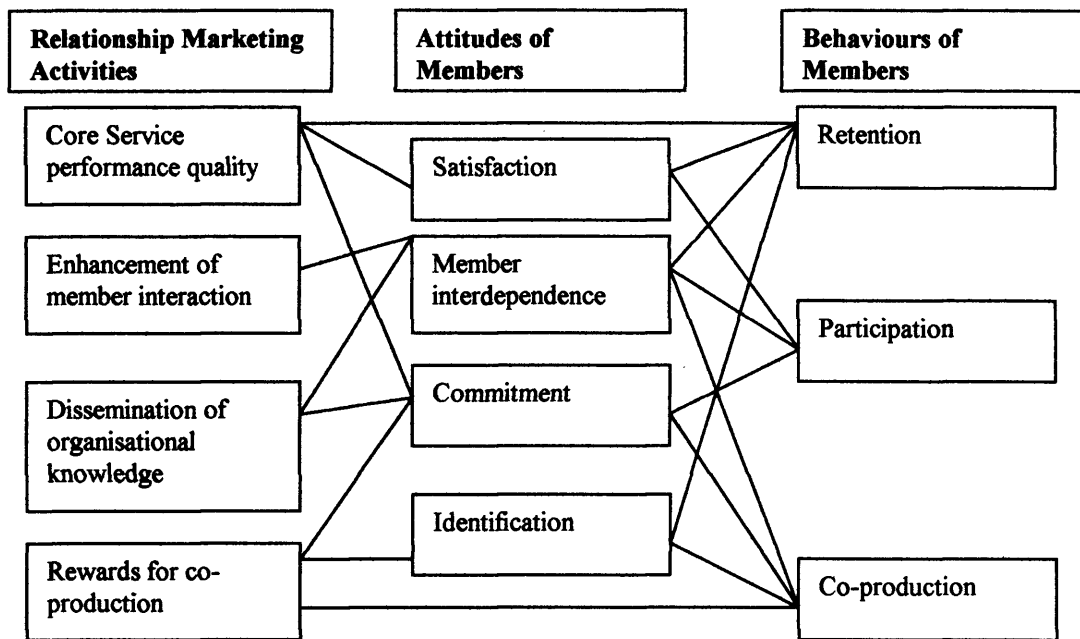 Relationship Marketing
Activities
Attitudes of
Members
Behaviours of
Members
Core Service
performance quality
Enhancement of
member interaction
Dissemination of
organisational
knowledge
Rewards for co-
production
Satisfaction
Member
interdependence
Commitment
Identification
Retention
Participation
Co-production